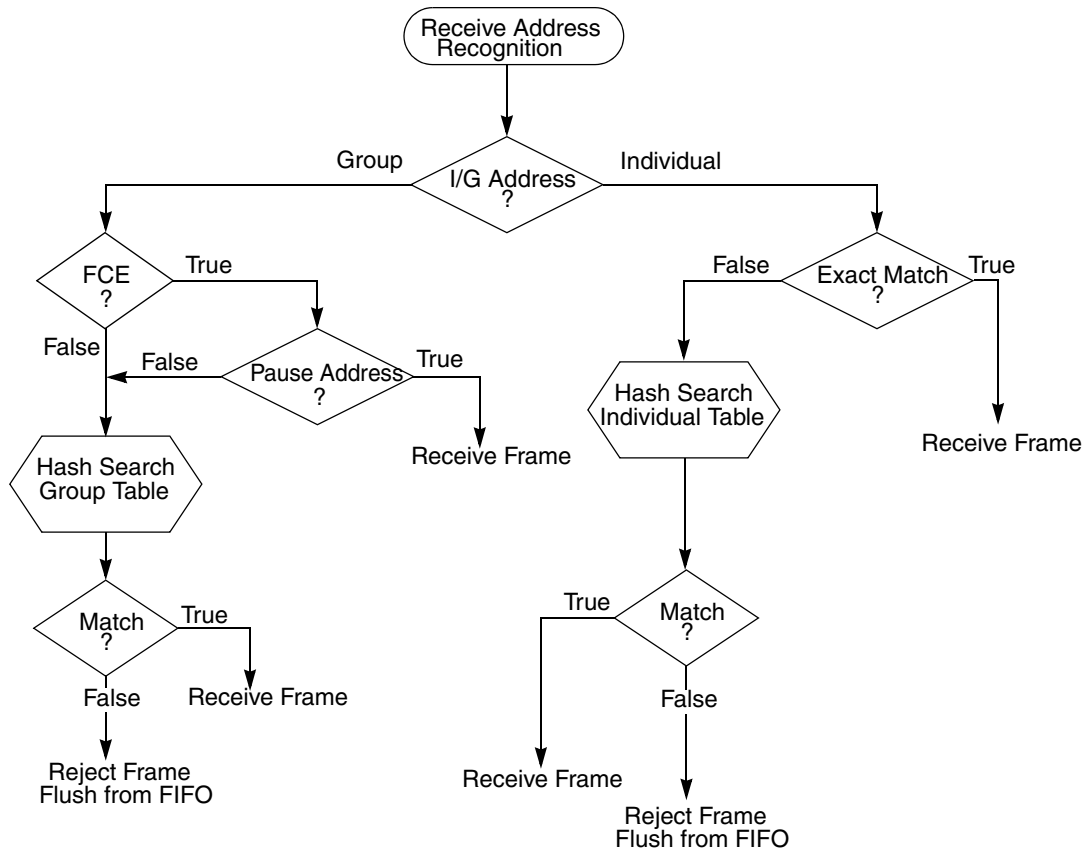 Receive Address
Recognition
Group
I/G Address
?
Individual
FCE
?
True
False
Exact Match
?
True
False
False
Pause Address
?
True
Hash Search
Individual Table
Receive Frame
Receive Frame
Hash Search
Group Table
Match
?
True
True
Match
?
False
Receive Frame
False
Reject Frame
Flush from FIFO
Receive Frame
Reject Frame
Flush from FIFO